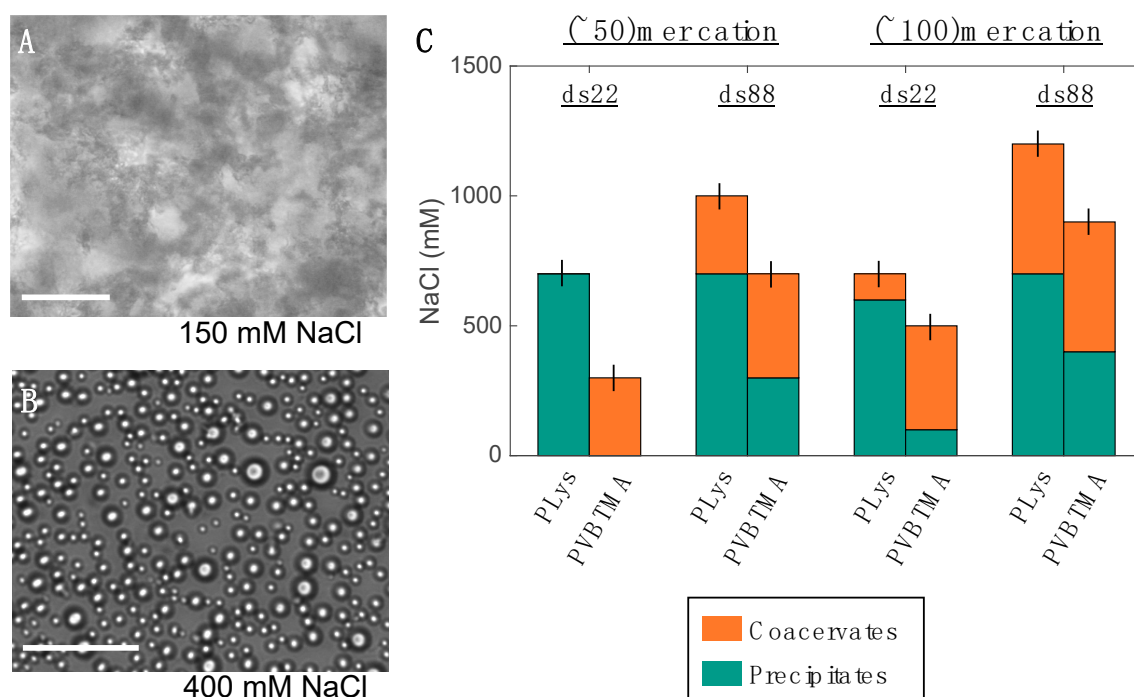 A
150 mM NaCl
B
400 mM NaCl
C
(~50)mercation
(~100)mercation
ds22
ds88
ds22
ds88
NaCl (mM)
1500
1000
500
0
PLys
PVBTMA
PLys
PVBTMA
PLys
PVBTMA
PLys
PVBTMA
Coacervates
Precipitates